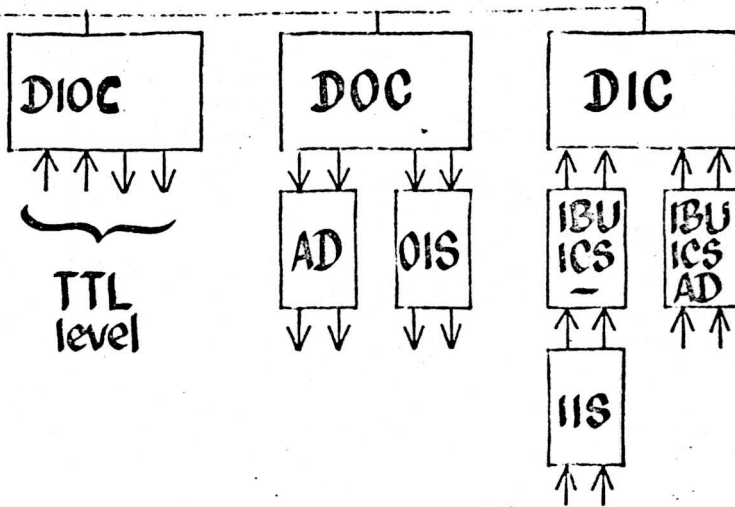 DIOC
DOC
DIC
AD
OIS
IBU
ICS
–
IBU
ICS
AD
TTL
level
IIS